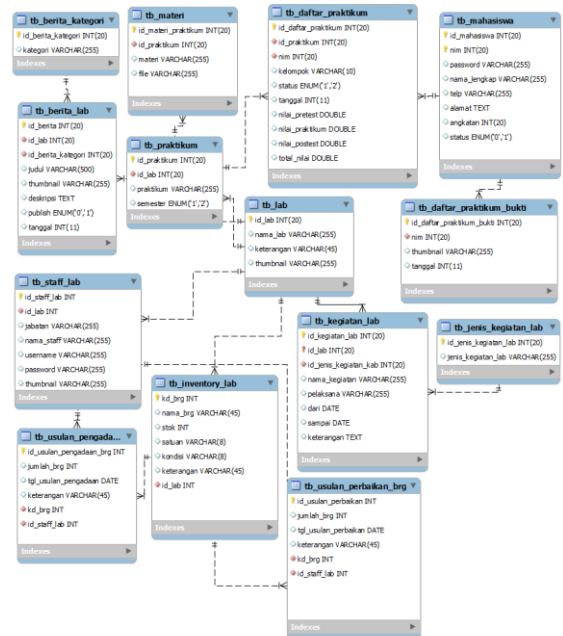 tb_berita_kategori
id_berita_kategori INT(20)
kategori VARCHAR(255)
Indexes
tb_materi
id_materi_praktikum INT(20)
id_praktikum INT(20)
materi VARCHAR(255)
file VARCHAR(255)
Indexes
tb_daftar_praktikum
id_daftar_praktikum INT(20)
id_praktikum INT(20)
nim INT(20)
kelompok VARCHAR(10)
status ENUM('1','2')
tanggal INT(11)
nilai_pretest DOUBLE
nilai_praktikum DOUBLE
nilai_postest DOUBLE
total_nilai DOUBLE
Indexes
tb_mahasiswa
id_mahasiswa INT(20)
nim INT(20)
password VARCHAR(255)
nama_lengkap VARCHAR(255)
telp VARCHAR(255)
alamat TEXT
angkatan INT(20)
status ENUM('0','1')
Indexes
tb_berita_lab
id_berita INT(20)
id_lab INT(20)
id_berita_kategori INT(20)
judul VARCHAR(500)
thumbnail VARCHAR(255)
deskripsi TEXT
publish ENUM('0','1')
tanggal INT(11)
Indexes
tb_praktikum
id_praktikum INT(20)
id_lab INT(20)
praktikum VARCHAR(255)
semester ENUM('1','2')
Indexes
tb_lab
id_lab INT(20)
nama_lab VARCHAR(255)
keterangan VARCHAR(45)
thumbnail VARCHAR(255)
Indexes
tb_daftar_praktikum_bukti
id_daftar_praktikum_bukti INT(20)
nim INT(20)
thumbnail VARCHAR(255)
tanggal INT(11)
Indexes
tb_staff_lab
id_staff_lab INT
id_lab INT
jabatan VARCHAR(255)
nama_staff VARCHAR(255)
username VARCHAR(255)
password VARCHAR(255)
thumbnail VARCHAR(255)
Indexes
tb_kegiatan_lab
id_kegiatan_lab INT(20)
id_lab INT(20)
id_jenis_kegiatan_kab INT(20)
nama_kegiatan VARCHAR(255)
pelaksana VARCHAR(255)
dari DATE
sampai DATE
keterangan TEXT
Indexes
tb_jenis_kegiatan_lab
id_jenis_kegiatan_lab INT(20)
jenis_kegiatan_lab VARCHAR(255)
Indexes
tb_inventory_lab
kd_brg INT
nama_brg VARCHAR(45)
stok INT
satuan VARCHAR(8)
kondisi VARCHAR(8)
keterangan VARCHAR(45)
id_lab INT
Indexes
tb_usulan_pengada...
id_usulan_pengadaan_brg INT
jumlah_brg INT
tgl_usulan_pengadaan DATE
keterangan VARCHAR(45)
kd_brg INT
id_staff_lab INT
Indexes
tb_usulan_perbaikan_brg
id_usulan_perbaikan INT
jumlah_brg INT
tgl_usulan_perbaikan DATE
keterangan VARCHAR(45)
kd_brg INT
id_staff_lab INT
Indexes